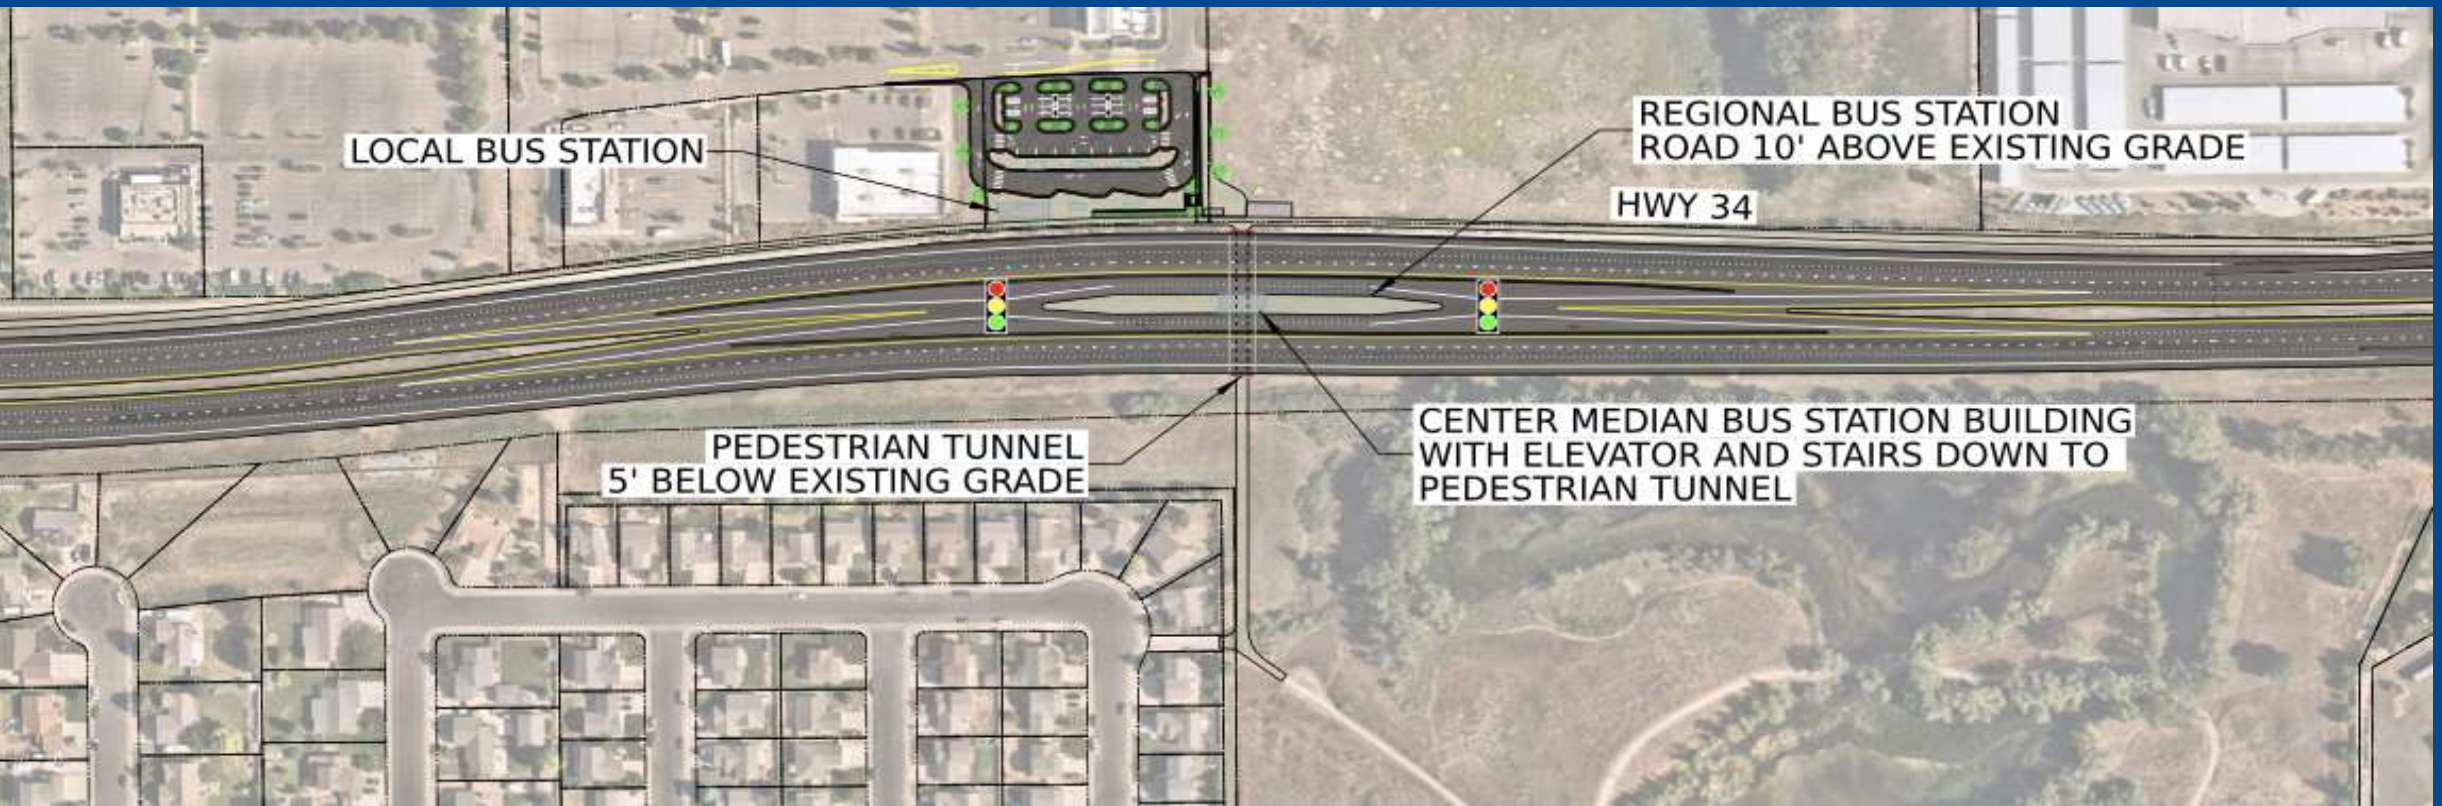 LOCAL BUS STATION
REGIONAL BUS STATION
ROAD 10' ABOVE EXISTING GRADE
HWY 34
PEDESTRIAN TUNNEL
5' BELOW EXISTING GRADE
CENTER MEDIAN BUS STATION BUILDING
WITH ELEVATOR AND STAIRS DOWN TO
PEDESTRIAN TUNNEL